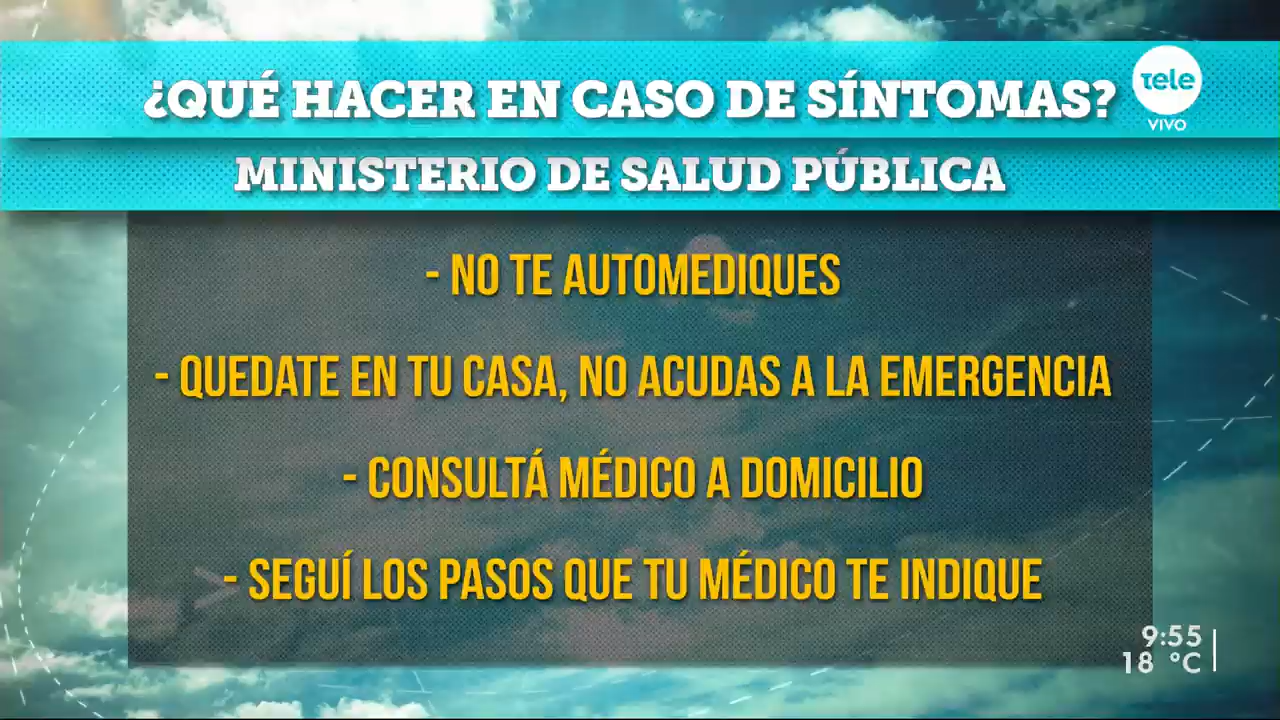 ¿QUÉ HACER EN CASO DE SÍNTOMAS?
tele
VIVO
MINISTERIO DE SALUD PÚBLICA
- NO TE AUTOMEDIQUES
- QUEDATE EN TU CASA, NO ACUDAS A LA EMERGENCIA
- CONSULTÁ MÉDICO A DOMICILIO
- SEGUÍ LOS PASOS QUE TU MÉDICO TE INDIQUE
9:55
18 °C